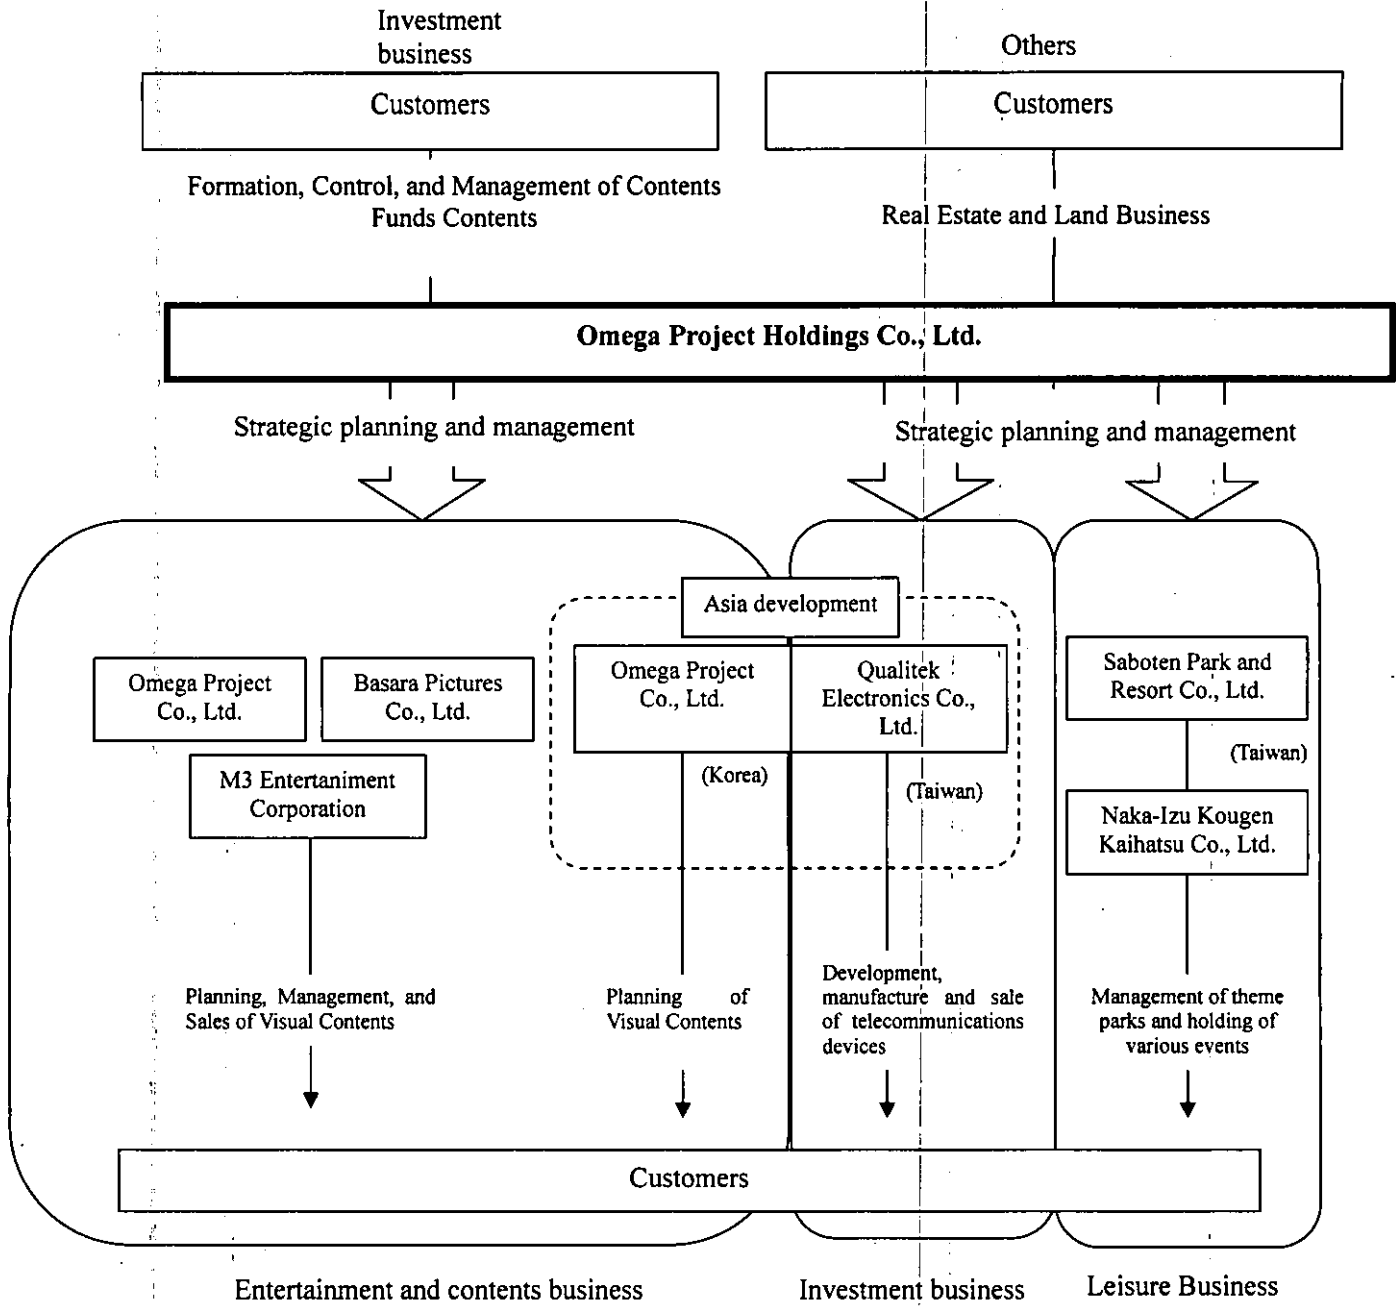 Investment
business
Others
Customers
Customers
Formation, Control, and Management of Contents
Funds Contents
Real Estate and Land Business
Omega Project Holdings Co., Ltd.
Strategic planning and management
Strategic planning and management
Asia development
Omega Project
Co., Ltd.
Basara Pictures
Co., Ltd.
M3 Entertaniment
Corporation
Omega Project
Co., Ltd.
(Korea)
Qualitek
Electronics Co.,
Ltd.
(Taiwan)
Saboten Park and
Resort Co., Ltd.
(Taiwan)
Naka-Izu Kougen
Kaihatsu Co., Ltd.
Planning, Management, and
Sales of Visual Contents
Planning of
Visual Contents
Development,
manufacture and sale
of telecommunications
devices
Management of theme
parks and holding of
various events
Customers
Entertainment and contents business
Investment business
Leisure Business